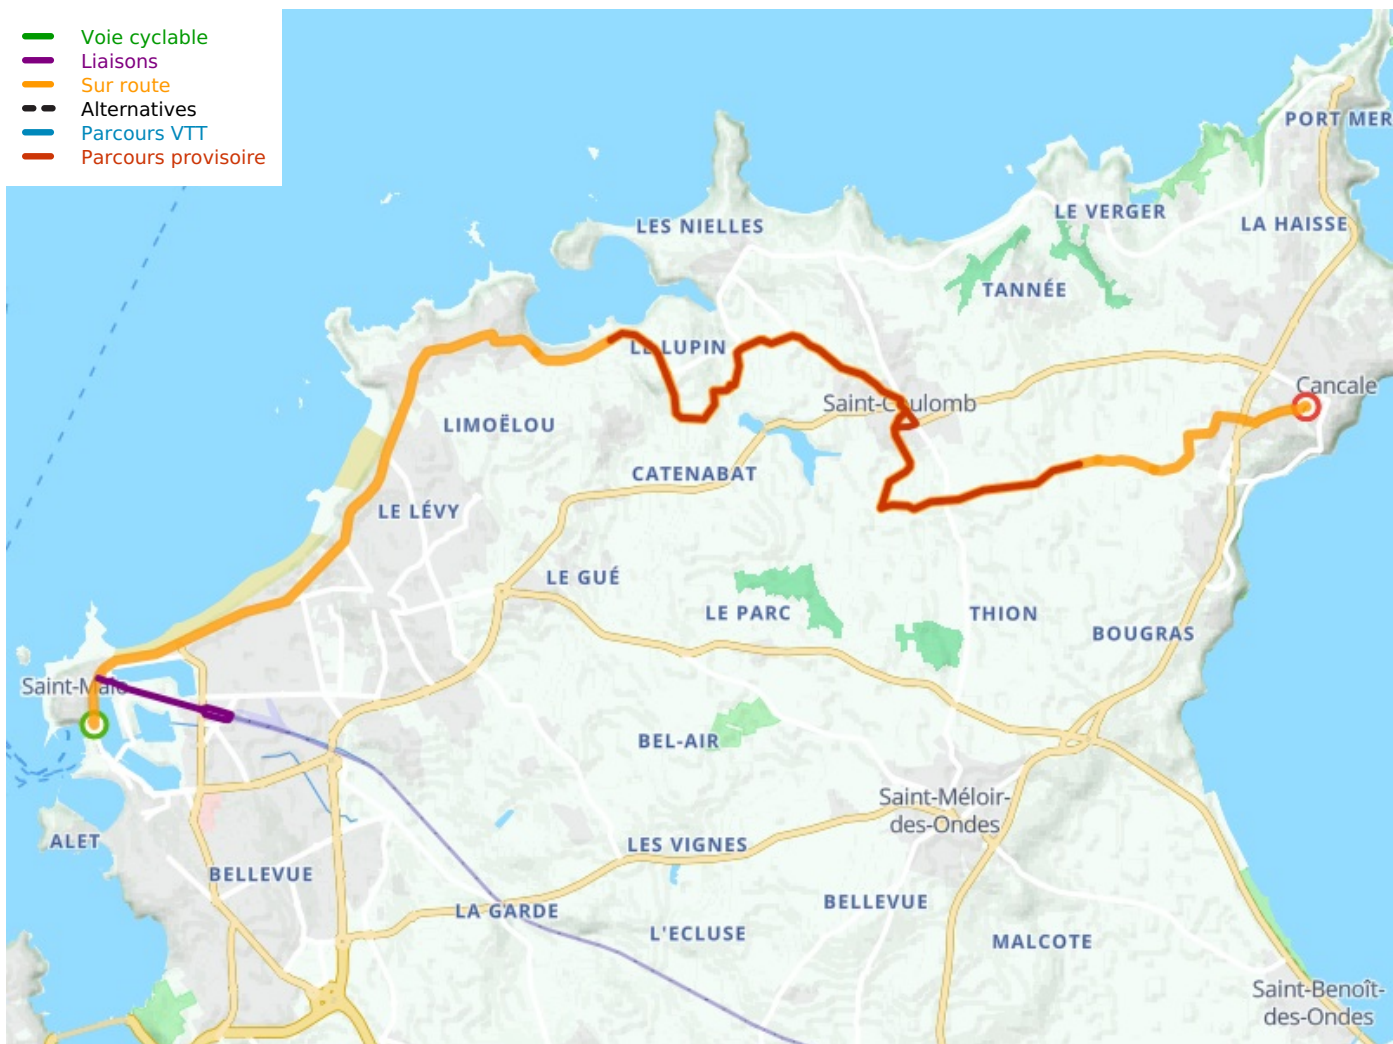 Voie cyclable
Liaisons
Sur route
Alternatives
Parcours VTT
Parcours provisoire
PORT MER
LE VERGER
LES NIELLES
LA HAISSE
TANNÉE
LE LUPIN
Cancale
Saint-Coulomb
LIMOËLOU
CATENABAT
LE LÉVY
LE GUÉ
LE PARC
THION
BOUGRAS
Saint-Malo
BEL-AIR
Saint-Méloir-
des-Ondes
ALET
LES VIGNES
BELLEVUE
BELLEVUE
LA GARDE
L'ECLUSE
MALCOTE
Saint-Benoît-
des-Ondes